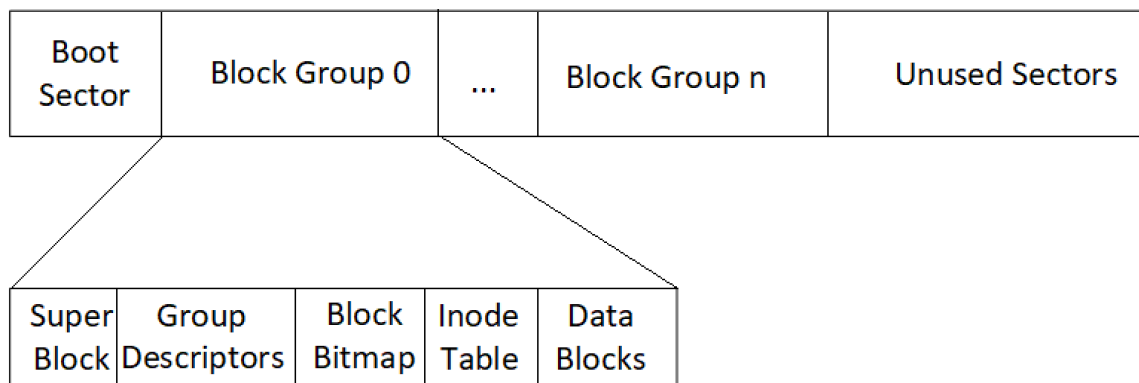 Boot
Sector
Block Group 0
...
Block Group n
Unused Sectors
Super
Block
Group
Descriptors
Block
Bitmap
Inode
Table
Data
Blocks